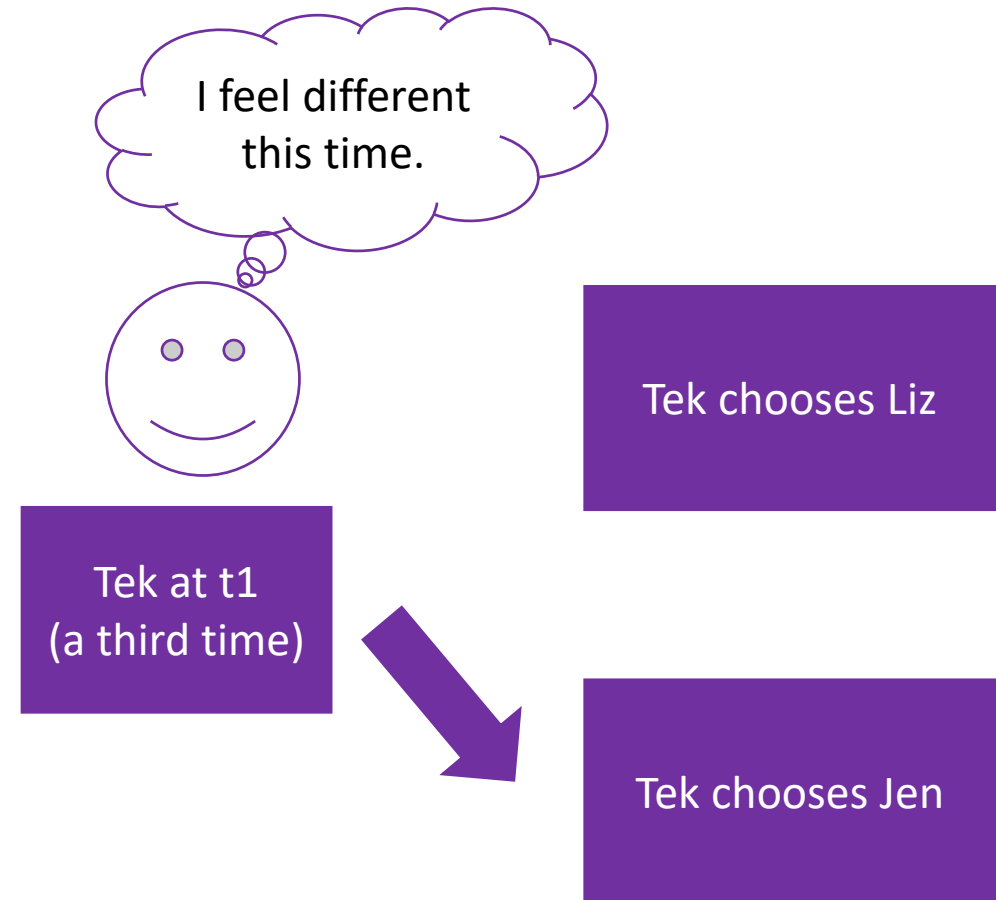 I feel different
this time.
Tek chooses Liz
Tek at t1
(a third time)
Tek chooses Jen